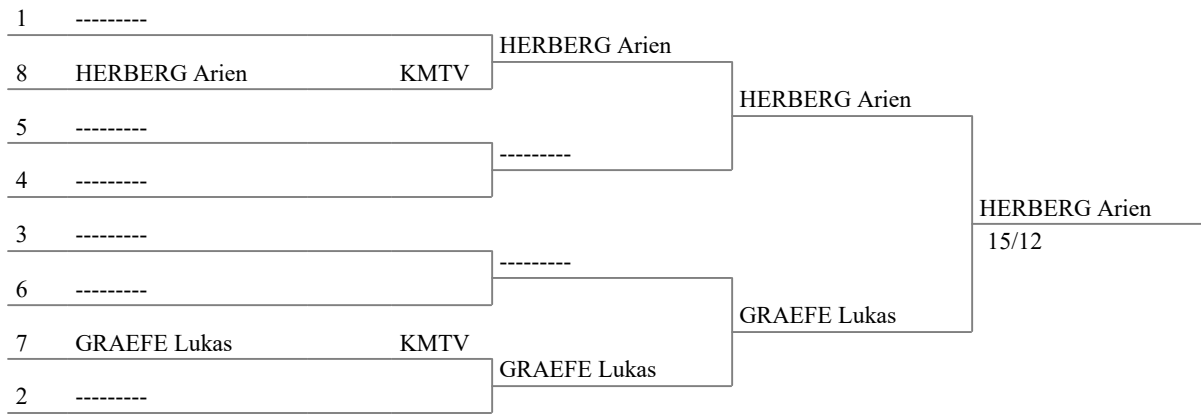 1 ---------
HERBERG Arien
8 HERBERG Arien KMTV
HERBERG Arien
5 ---------
---------
4 ---------
HERBERG Arien
3 ---------
15/12
---------
6 ---------
GRAEFE Lukas
7 GRAEFE Lukas KMTV
GRAEFE Lukas
2 ---------